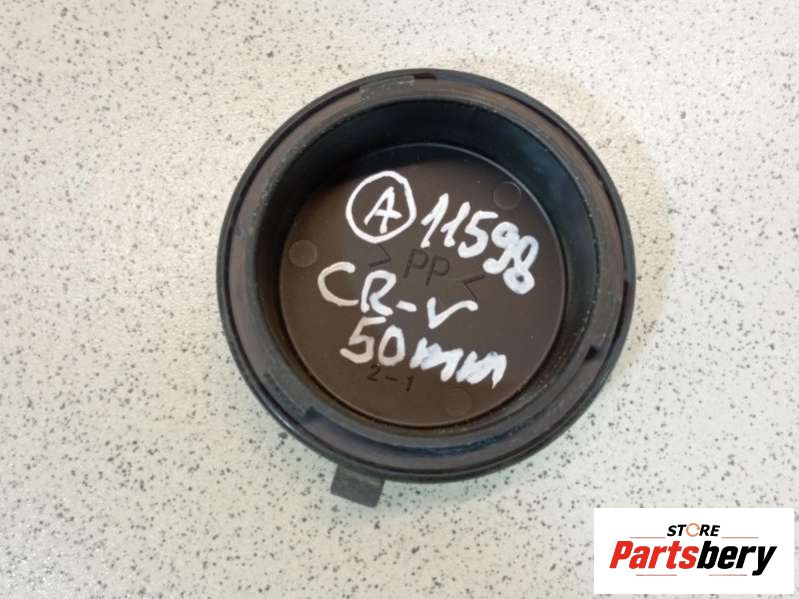 A 11598
>PP<
CR-V
50mm
2-1
STORE
Partsbery